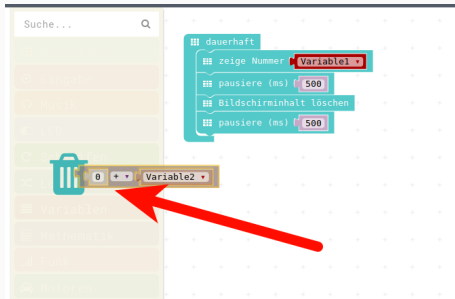 Suche...
dauerhaft
zeige Nummer Variable1
pausiere (ms) 500
Bildschirminhalt löschen
pausiere (ms) 500
0 + Variable2